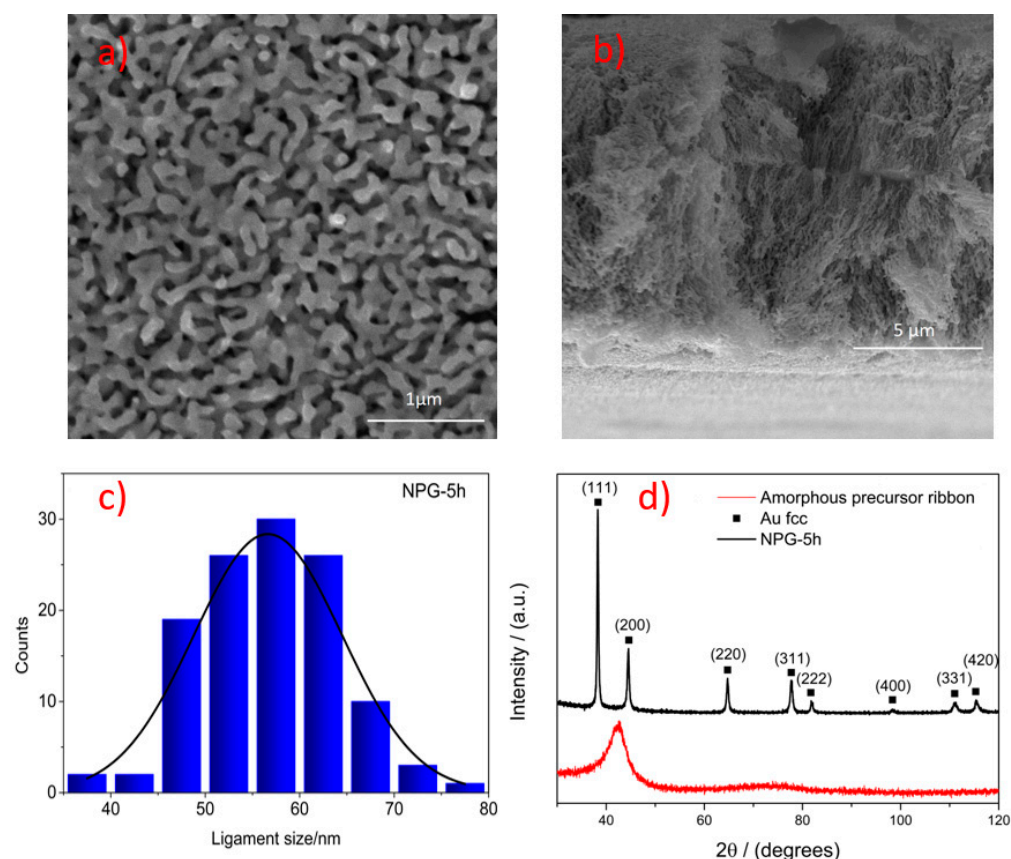 a)
1μm
b)
5 μm
c)
NPG-5h
Counts
30
20
10
0
40
50
60
70
80
Ligament size/nm
d)
Amorphous precursor ribbon
Au fcc
NPG-5h
(111)
(200)
(220)
(311)
(222)
(400)
(331)
(420)
Intensity / (a.u.)
40
60
80
100
120
2θ / (degrees)